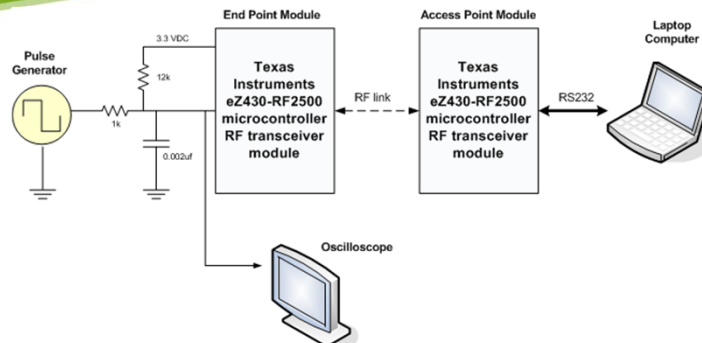 End Point Module
Access Point Module
Laptop
Computer
3.3 VDC
Pulse
Generator
12k
1k
0.002uf
Texas
Instruments
eZ430-RF2500
microcontroller
RF transceiver
module
RF link
Texas
Instruments
eZ430-RF2500
microcontroller
RF transceiver
module
RS232
Oscilloscope